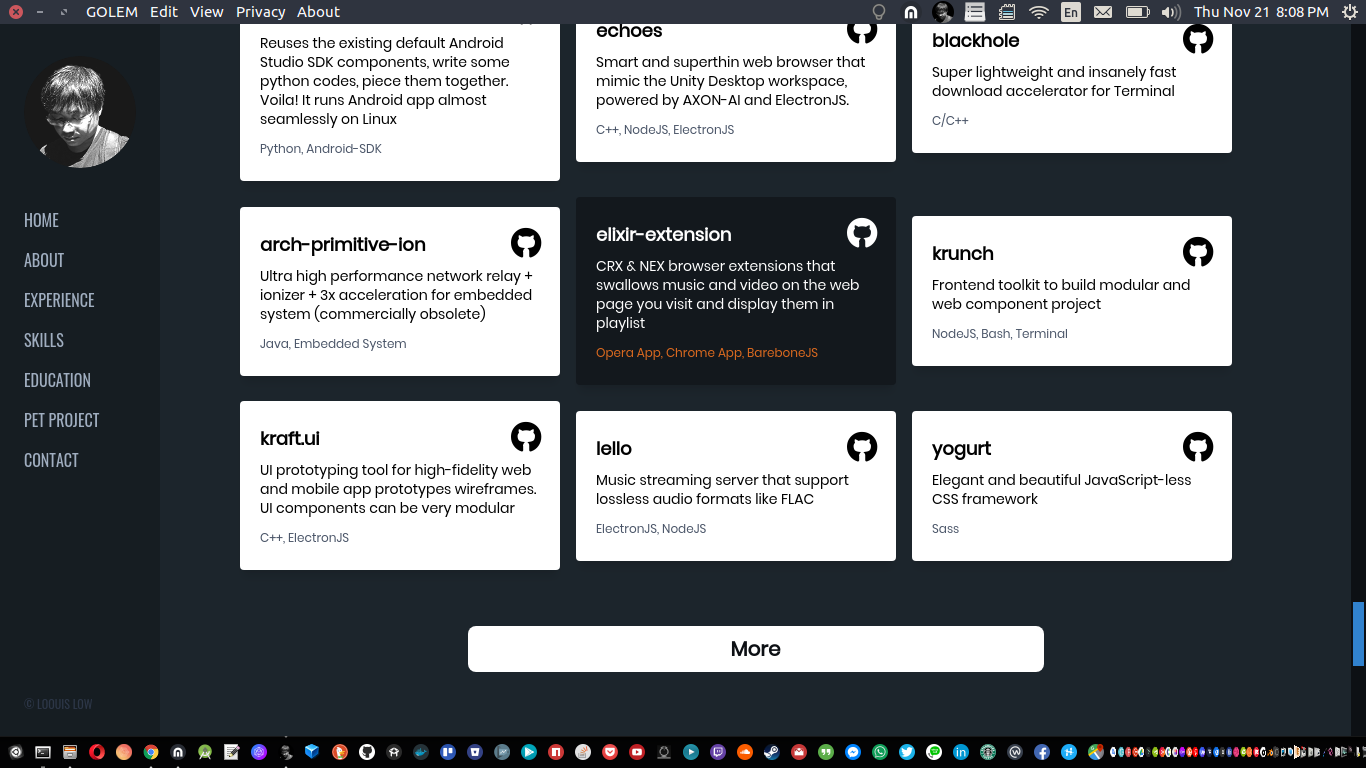 GOLEM Edit View Privacy About
En
Thu Nov 21 8:08 PM
HOME
ABOUT
EXPERIENCE
SKILLS
EDUCATION
PET PROJECT
CONTACT
© LOOUIS LOW
Reuses the existing default Android
Studio SDK components, write some
python codes, piece them together.
Voila! It runs Android app almost
seamlessly on Linux
Python, Android-SDK
echoes
Smart and superthin web browser that
mimic the Unity Desktop workspace,
powered by AXON-AI and ElectronJS.
C++, NodeJS, ElectronJS
blackhole
Super lightweight and insanely fast
download accelerator for Terminal
C/C++
arch-primitive-ion
Ultra high performance network relay +
ionizer + 3x acceleration for embedded
system (commercially obsolete)
Java, Embedded System
elixir-extension
CRX & NEX browser extensions that
swallows music and video on the web
page you visit and display them in
playlist
Opera App, Chrome App, BareboneJS
krunch
Frontend toolkit to build modular and
web component project
NodeJS, Bash, Terminal
kraft.ui
UI prototyping tool for high-fidelity web
and mobile app prototypes wireframes.
UI components can be very modular
C++, ElectronJS
lello
Music streaming server that support
lossless audio formats like FLAC
ElectronJS, NodeJS
yogurt
Elegant and beautiful JavaScript-less
CSS framework
Sass
More